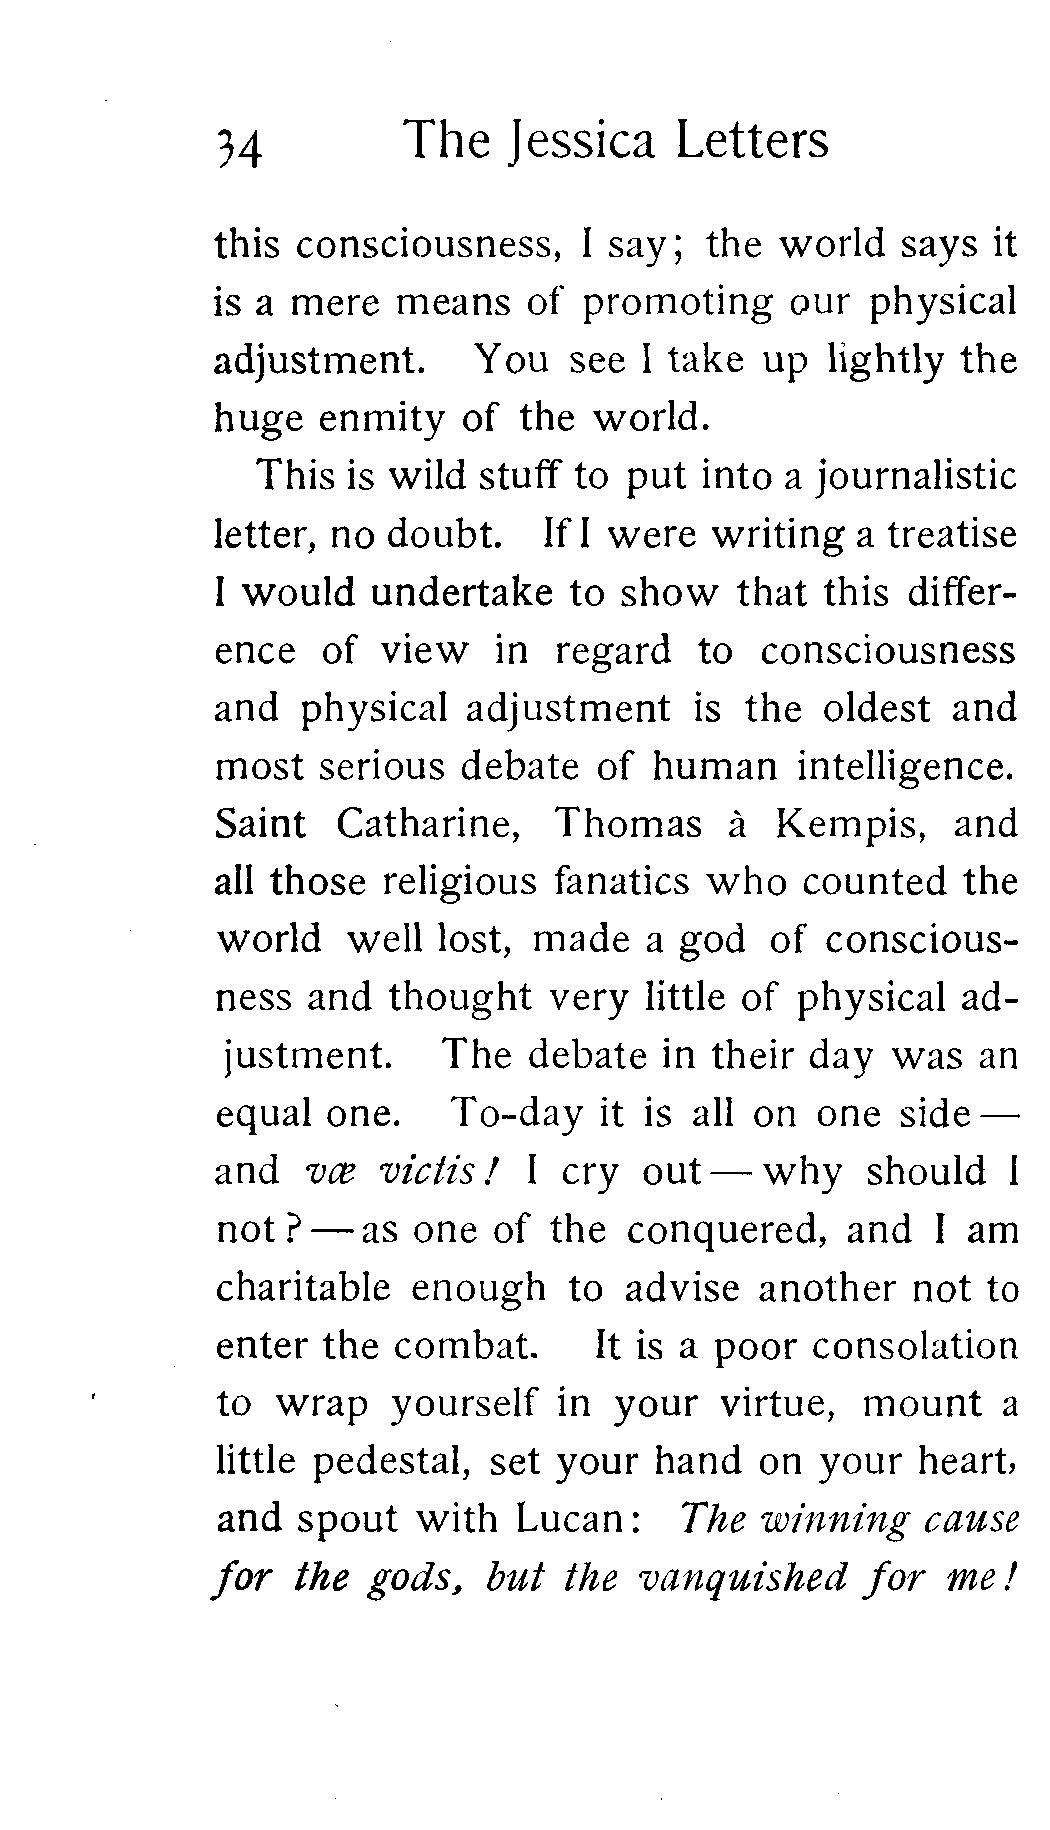 34 The Jessica Letters
this consciousness, I say; the world says it
is a mere means of promoting our physical
adjustment. You see I take up lightly the
huge enmity of the world.
This is wild stuff to put into a journalistic
letter, no doubt. If I were writing a treatise
I would undertake to show that this differ-
ence of view in regard to consciousness
and physical adjustment is the oldest and
most serious debate of human intelligence.
Saint Catharine, Thomas à Kempis, and
all those religious fanatics who counted the
world well lost, made a god of conscious-
ness and thought very little of physical ad-
justment. The debate in their day was an
equal one. To-day it is all on one side—
and væ victis! I cry out—why should I
not?—as one of the conquered, and I am
charitable enough to advise another not to
enter the combat. It is a poor consolation
to wrap yourself in your virtue, mount a
little pedestal, set your hand on your heart,
and spout with Lucan: The winning cause
for the gods, but the vanquished for me!